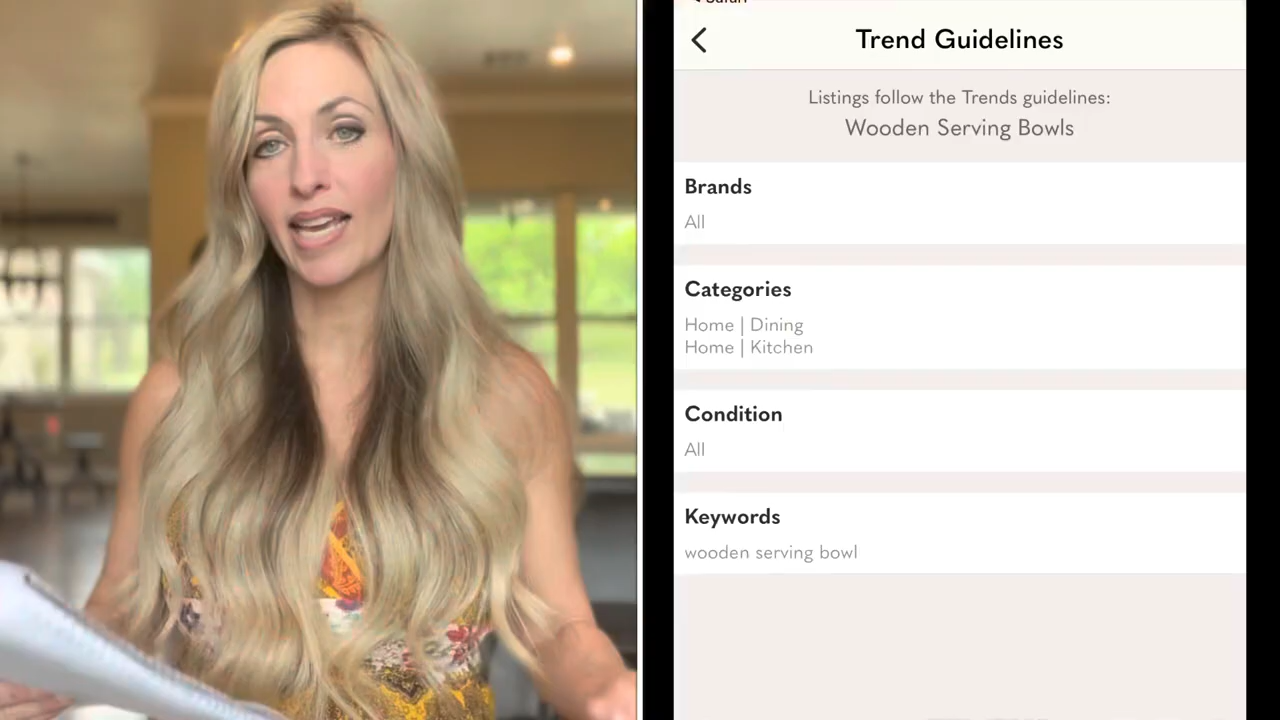 Trend Guidelines
Listings follow the Trends guidelines:
Wooden Serving Bowls
Brands
All
Categories
Home | Dining
Home | Kitchen
Condition
All
Keywords
wooden serving bowl